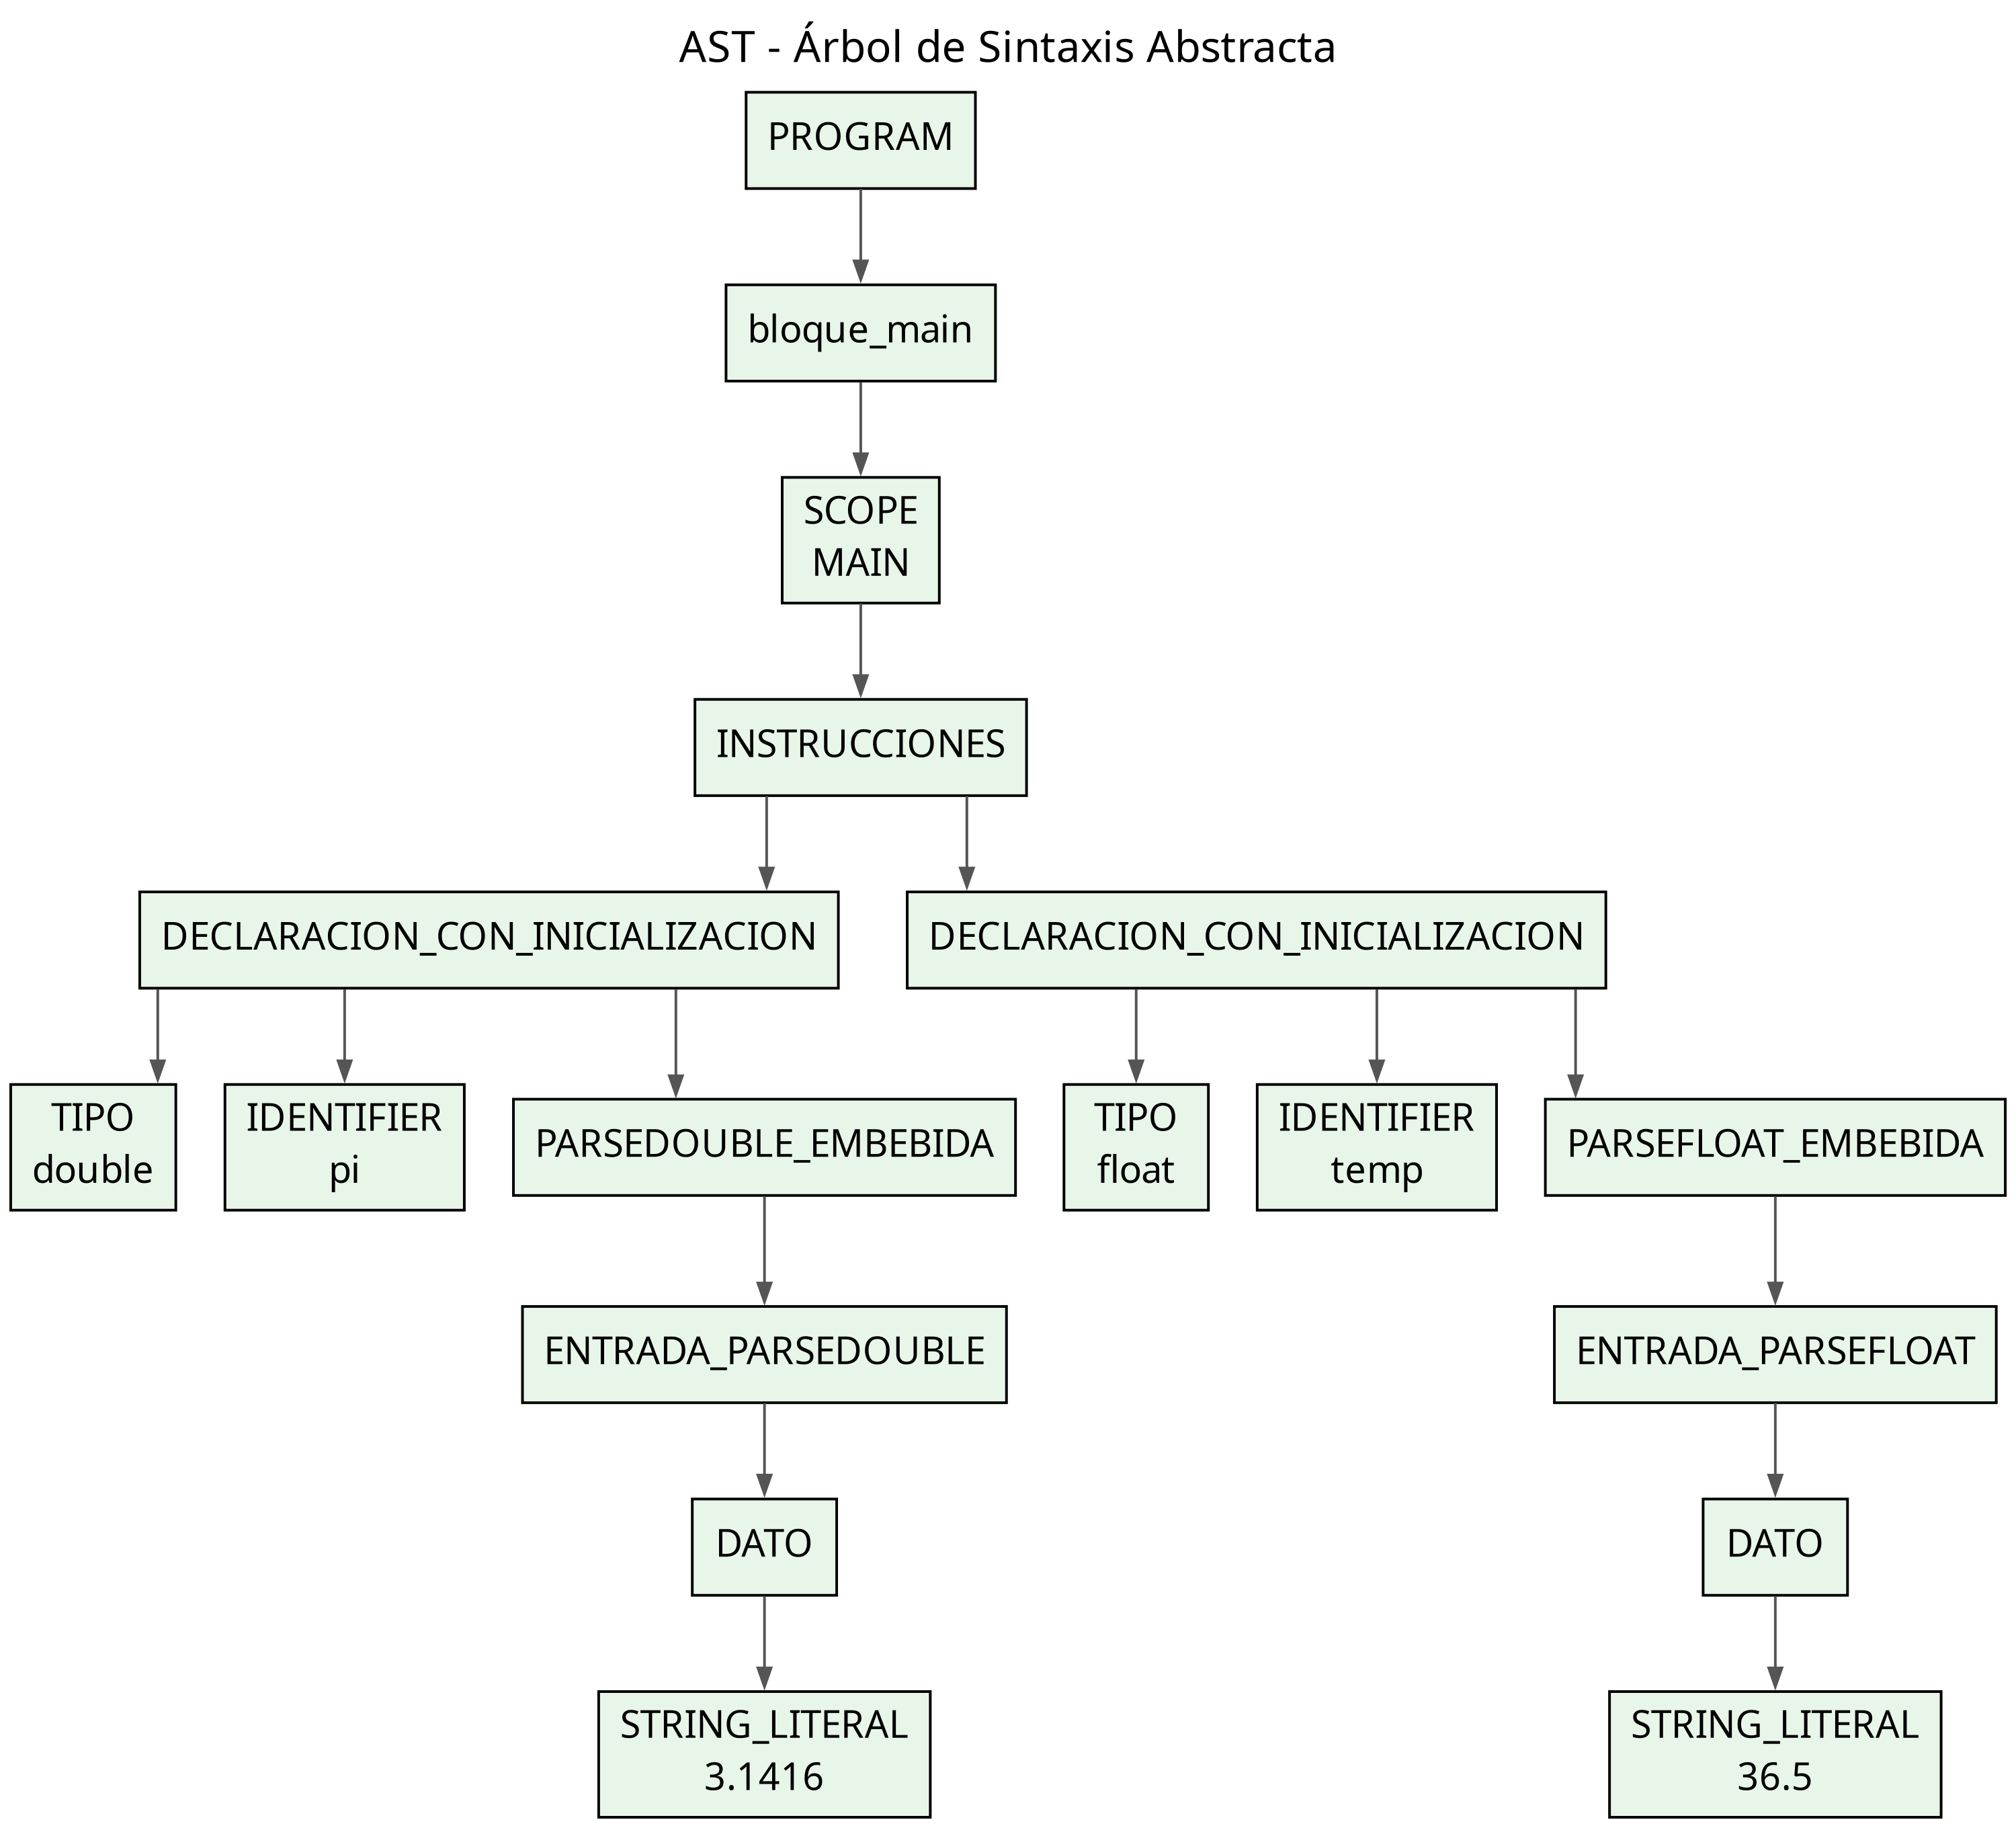 AST - Árbol de Sintaxis Abstracta
PROGRAM
bloque_main
SCOPE
MAIN
INSTRUCCIONES
DECLARACION_CON_INICIALIZACION
DECLARACION_CON_INICIALIZACION
TIPO
double
IDENTIFIER
pi
PARSEDOUBLE_EMBEBIDA
TIPO
float
IDENTIFIER
temp
PARSEFLOAT_EMBEBIDA
ENTRADA_PARSEDOUBLE
ENTRADA_PARSEFLOAT
DATO
DATO
STRING_LITERAL
3.1416
STRING_LITERAL
36.5